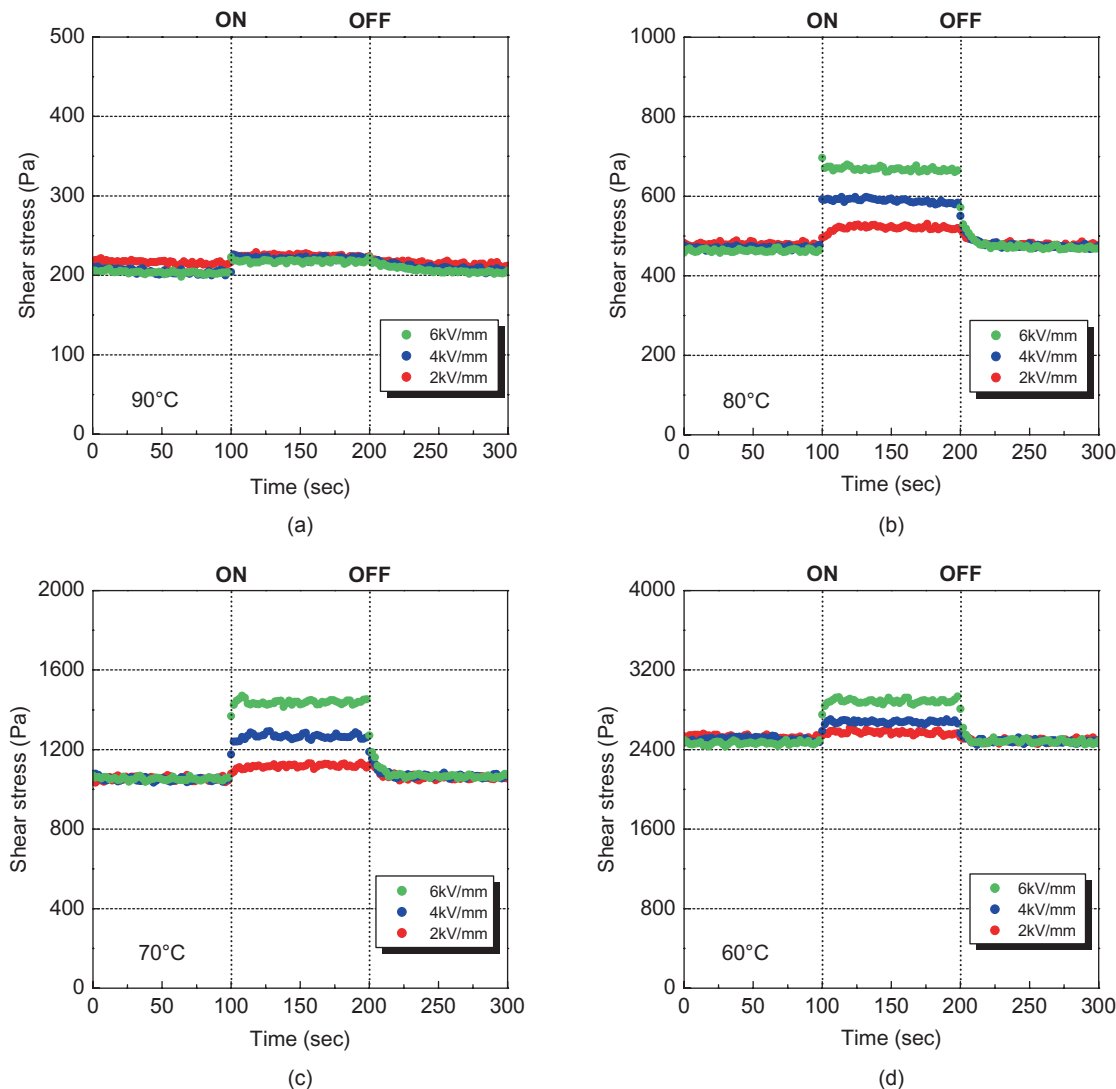 ON OFF
500
400
300
200
100
0
Shear stress (Pa)
6kV/mm
4kV/mm
2kV/mm
90°C
0 50 100 150 200 250 300
Time (sec)
(a)
ON OFF
1000
800
600
400
200
0
Shear stress (Pa)
6kV/mm
4kV/mm
2kV/mm
80°C
0 50 100 150 200 250 300
Time (sec)
(b)
ON OFF
2000
1600
1200
800
400
0
Shear stress (Pa)
6kV/mm
4kV/mm
2kV/mm
70°C
0 50 100 150 200 250 300
Time (sec)
(c)
ON OFF
4000
3200
2400
1600
800
0
Shear stress (Pa)
6kV/mm
4kV/mm
2kV/mm
60°C
0 50 100 150 200 250 300
Time (sec)
(d)